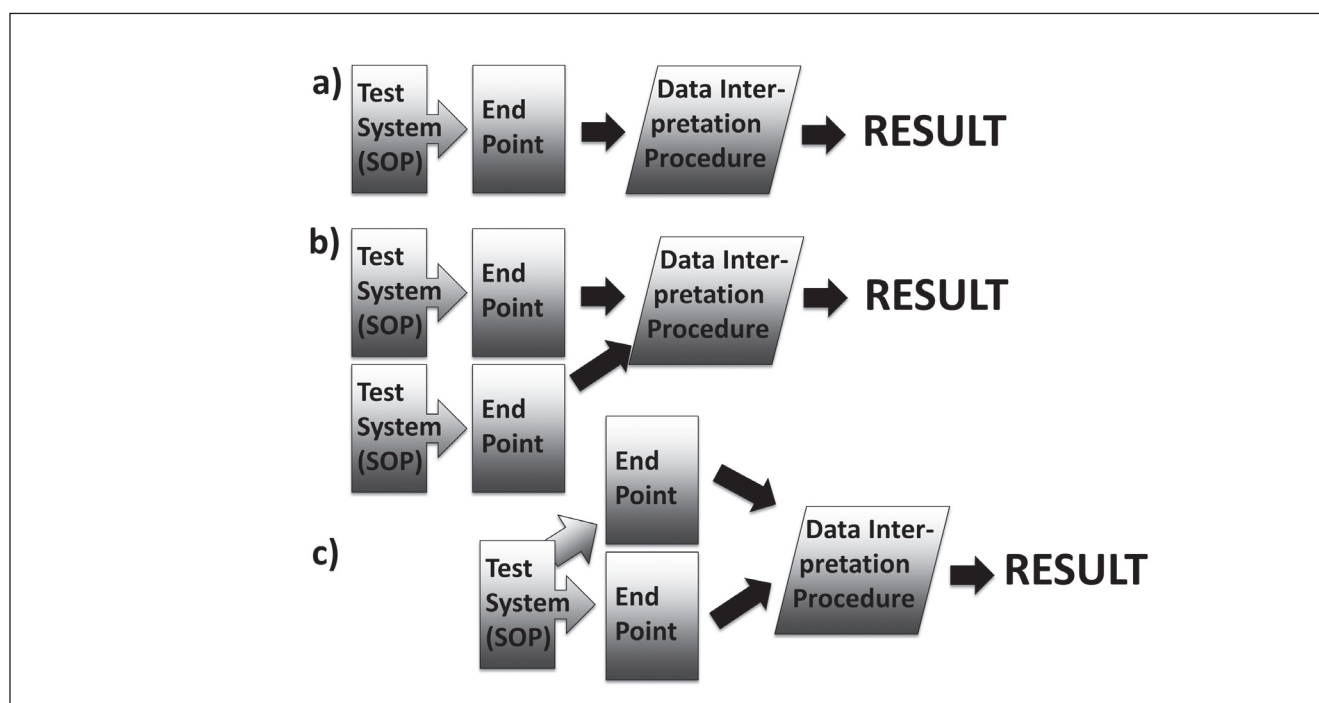 a)
Test
System
(SOP)
End
Point
Data Inter-
pretation
Procedure
RESULT
b)
Test
System
(SOP)
End
Point
Data Inter-
pretation
Procedure
RESULT
Test
System
(SOP)
End
Point
c)
Test
System
(SOP)
End
Point
End
Point
Data Inter-
pretation
Procedure
RESULT